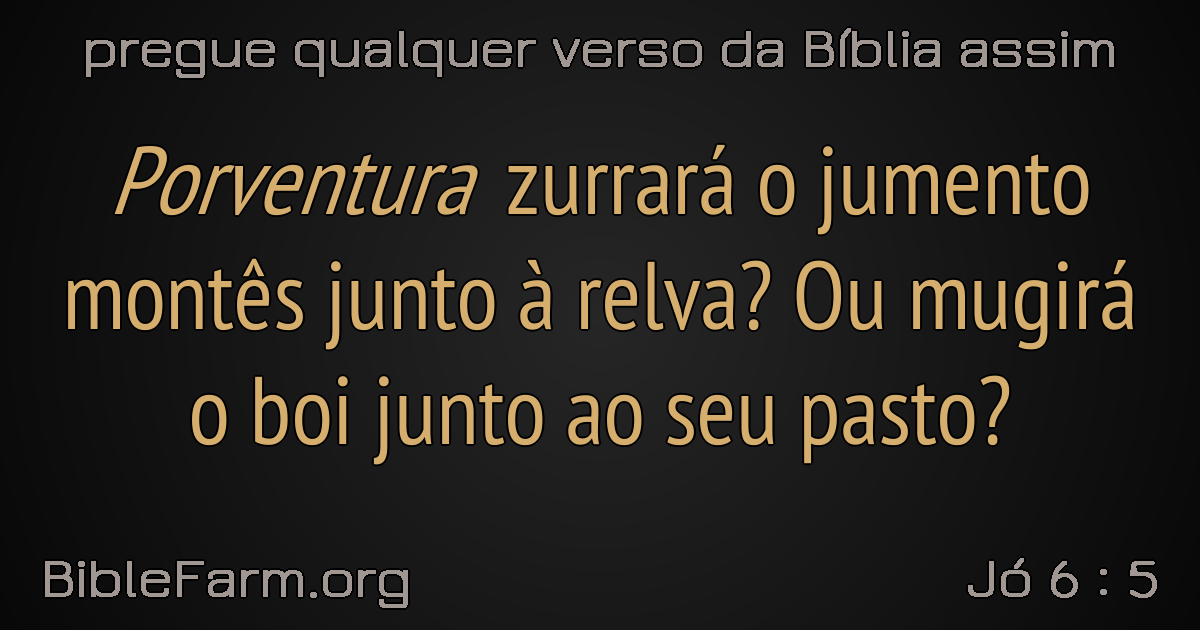 pregue qualquer verso da Bíblia assim
Porventura zurrará o jumento
montês junto à relva? Ou mugirá
o boi junto ao seu pasto?
BibleFarm.org
Jó 6 : 5